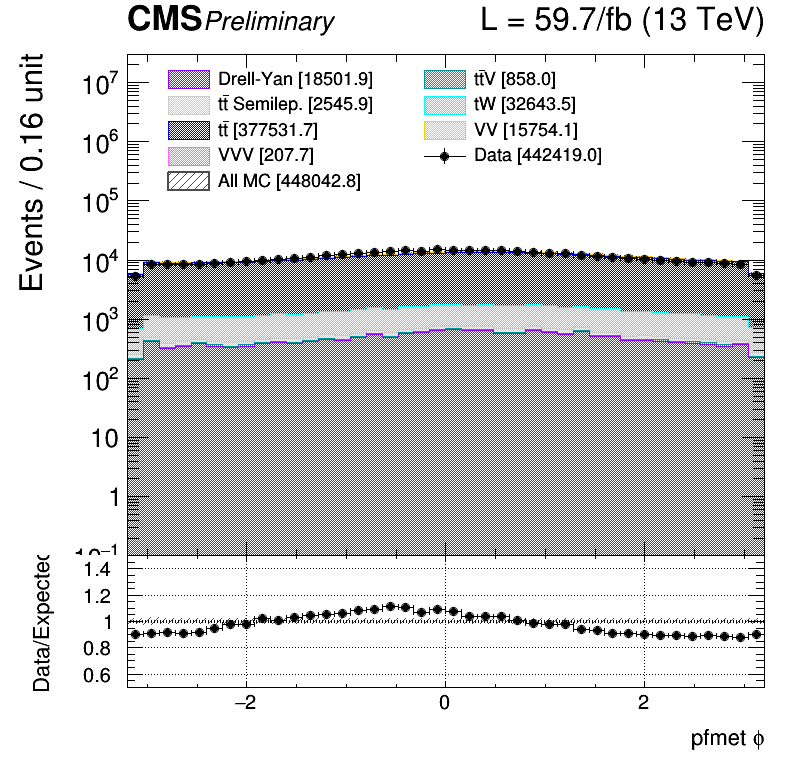 CMS Preliminary L = 59.7/fb (13 TeV)
Drell-Yan [18501.9] tt̄V [858.0]
tt̄ Semilep. [2545.9] tW [32643.5]
tt̄ [377531.7] VV [15754.1]
VVV [207.7] Data [442419.0]
All MC [448042.8]
Events / 0.16 unit
10⁷
10⁶
10⁵
10⁴
10³
10²
10
1
10⁻¹
Data/Expected
1.4
1.2
1
0.8
0.6
−2 0 2
pfmet ϕ